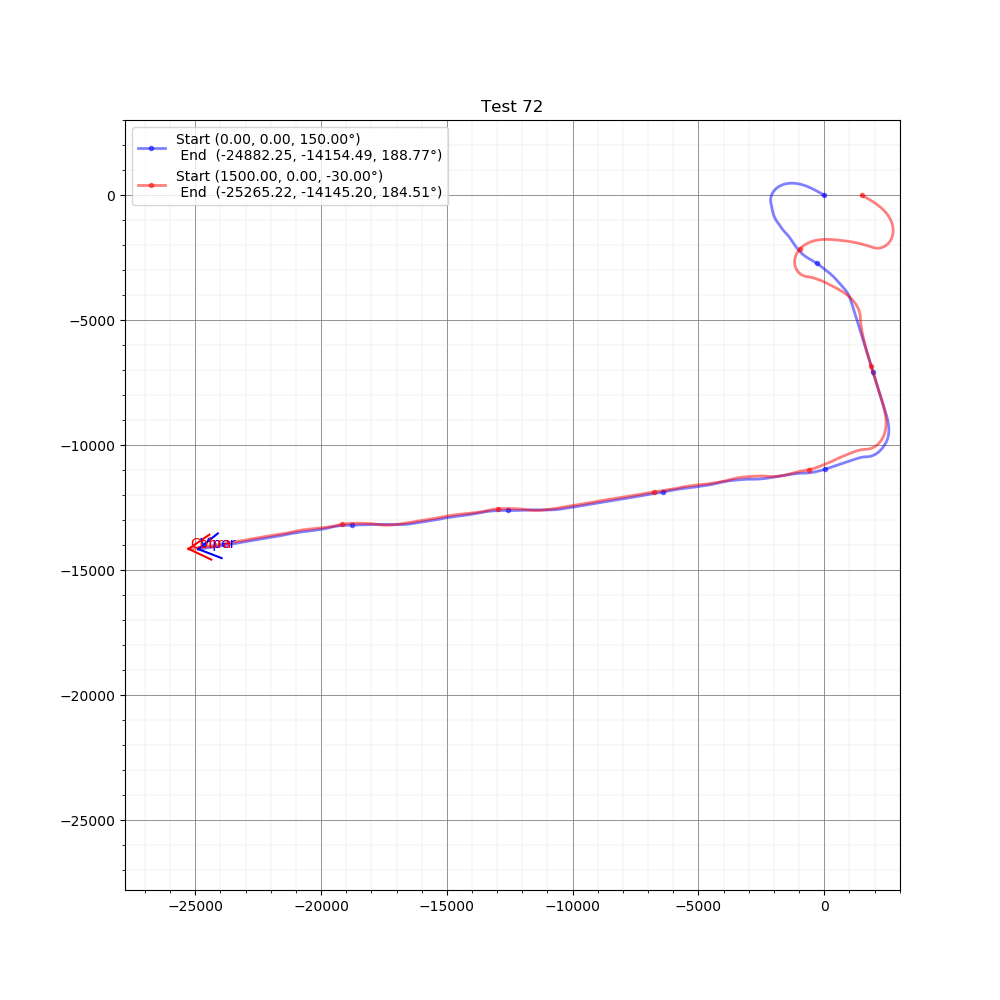 Test 72
Start (0.00, 0.00, 150.00°)
End (-24882.25, -14154.49, 188.77°)
Start (1500.00, 0.00, -30.00°)
End (-25265.22, -14145.20, 184.51°)
0
−5000
−10000
−15000
−20000
−25000
−25000
−20000
−15000
−10000
−5000
0